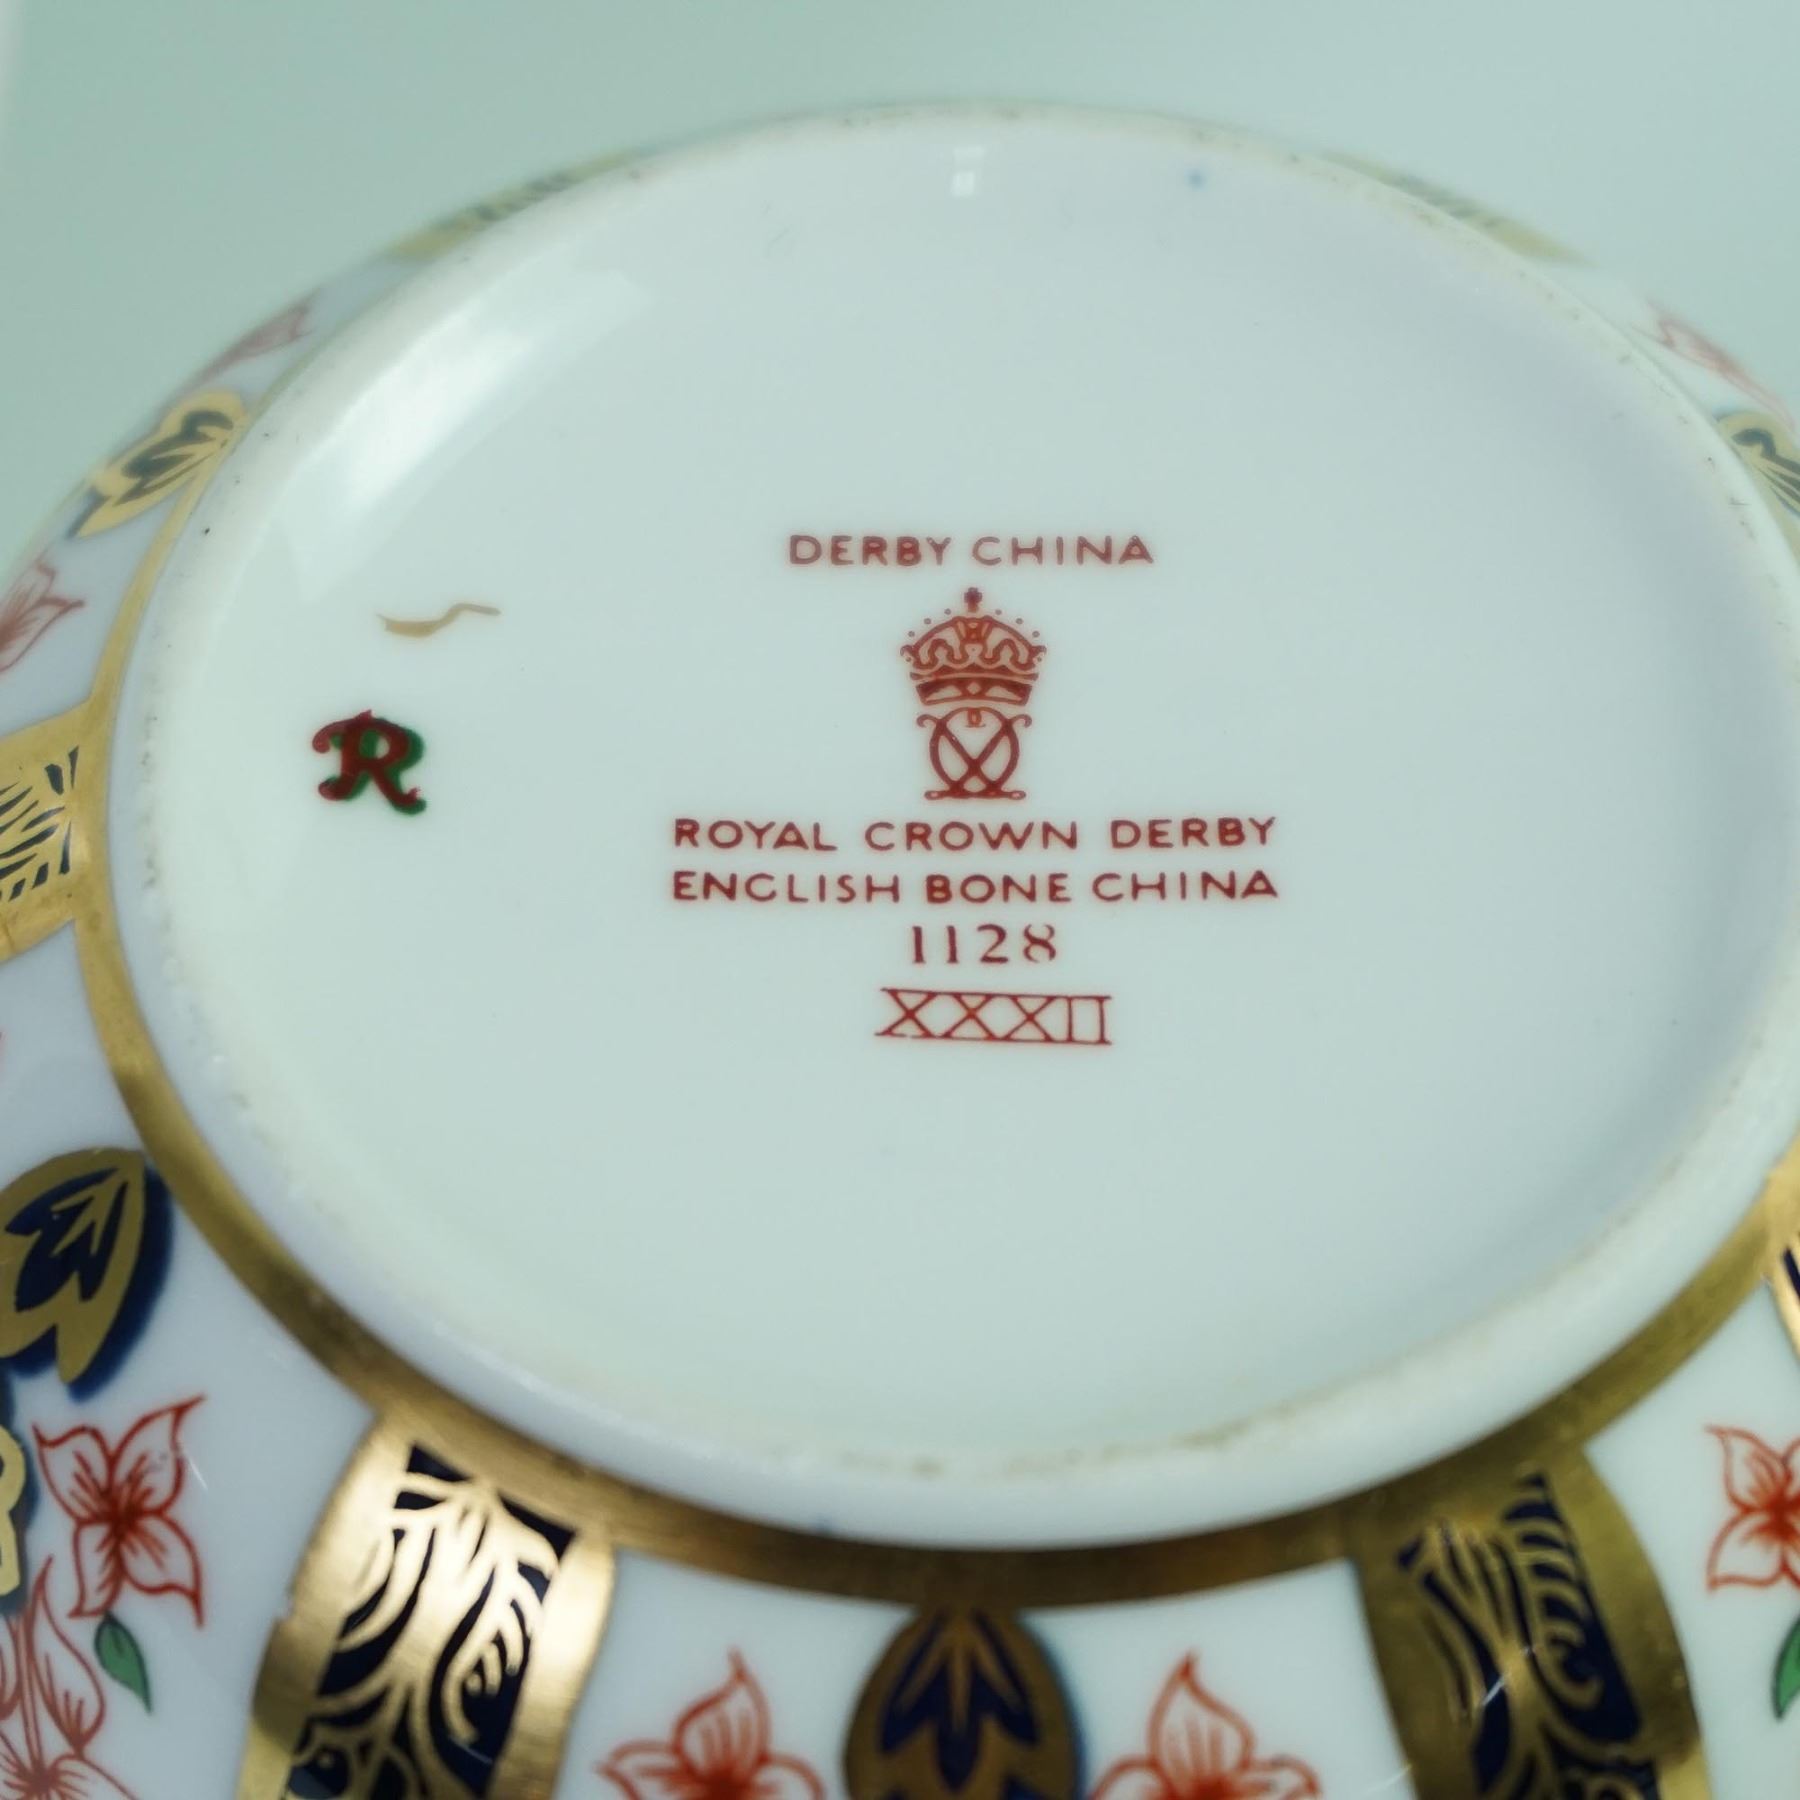 DERBY CHINA
R
ROYAL CROWN DERBY
ENGLISH BONE CHINA
1128
XXXII